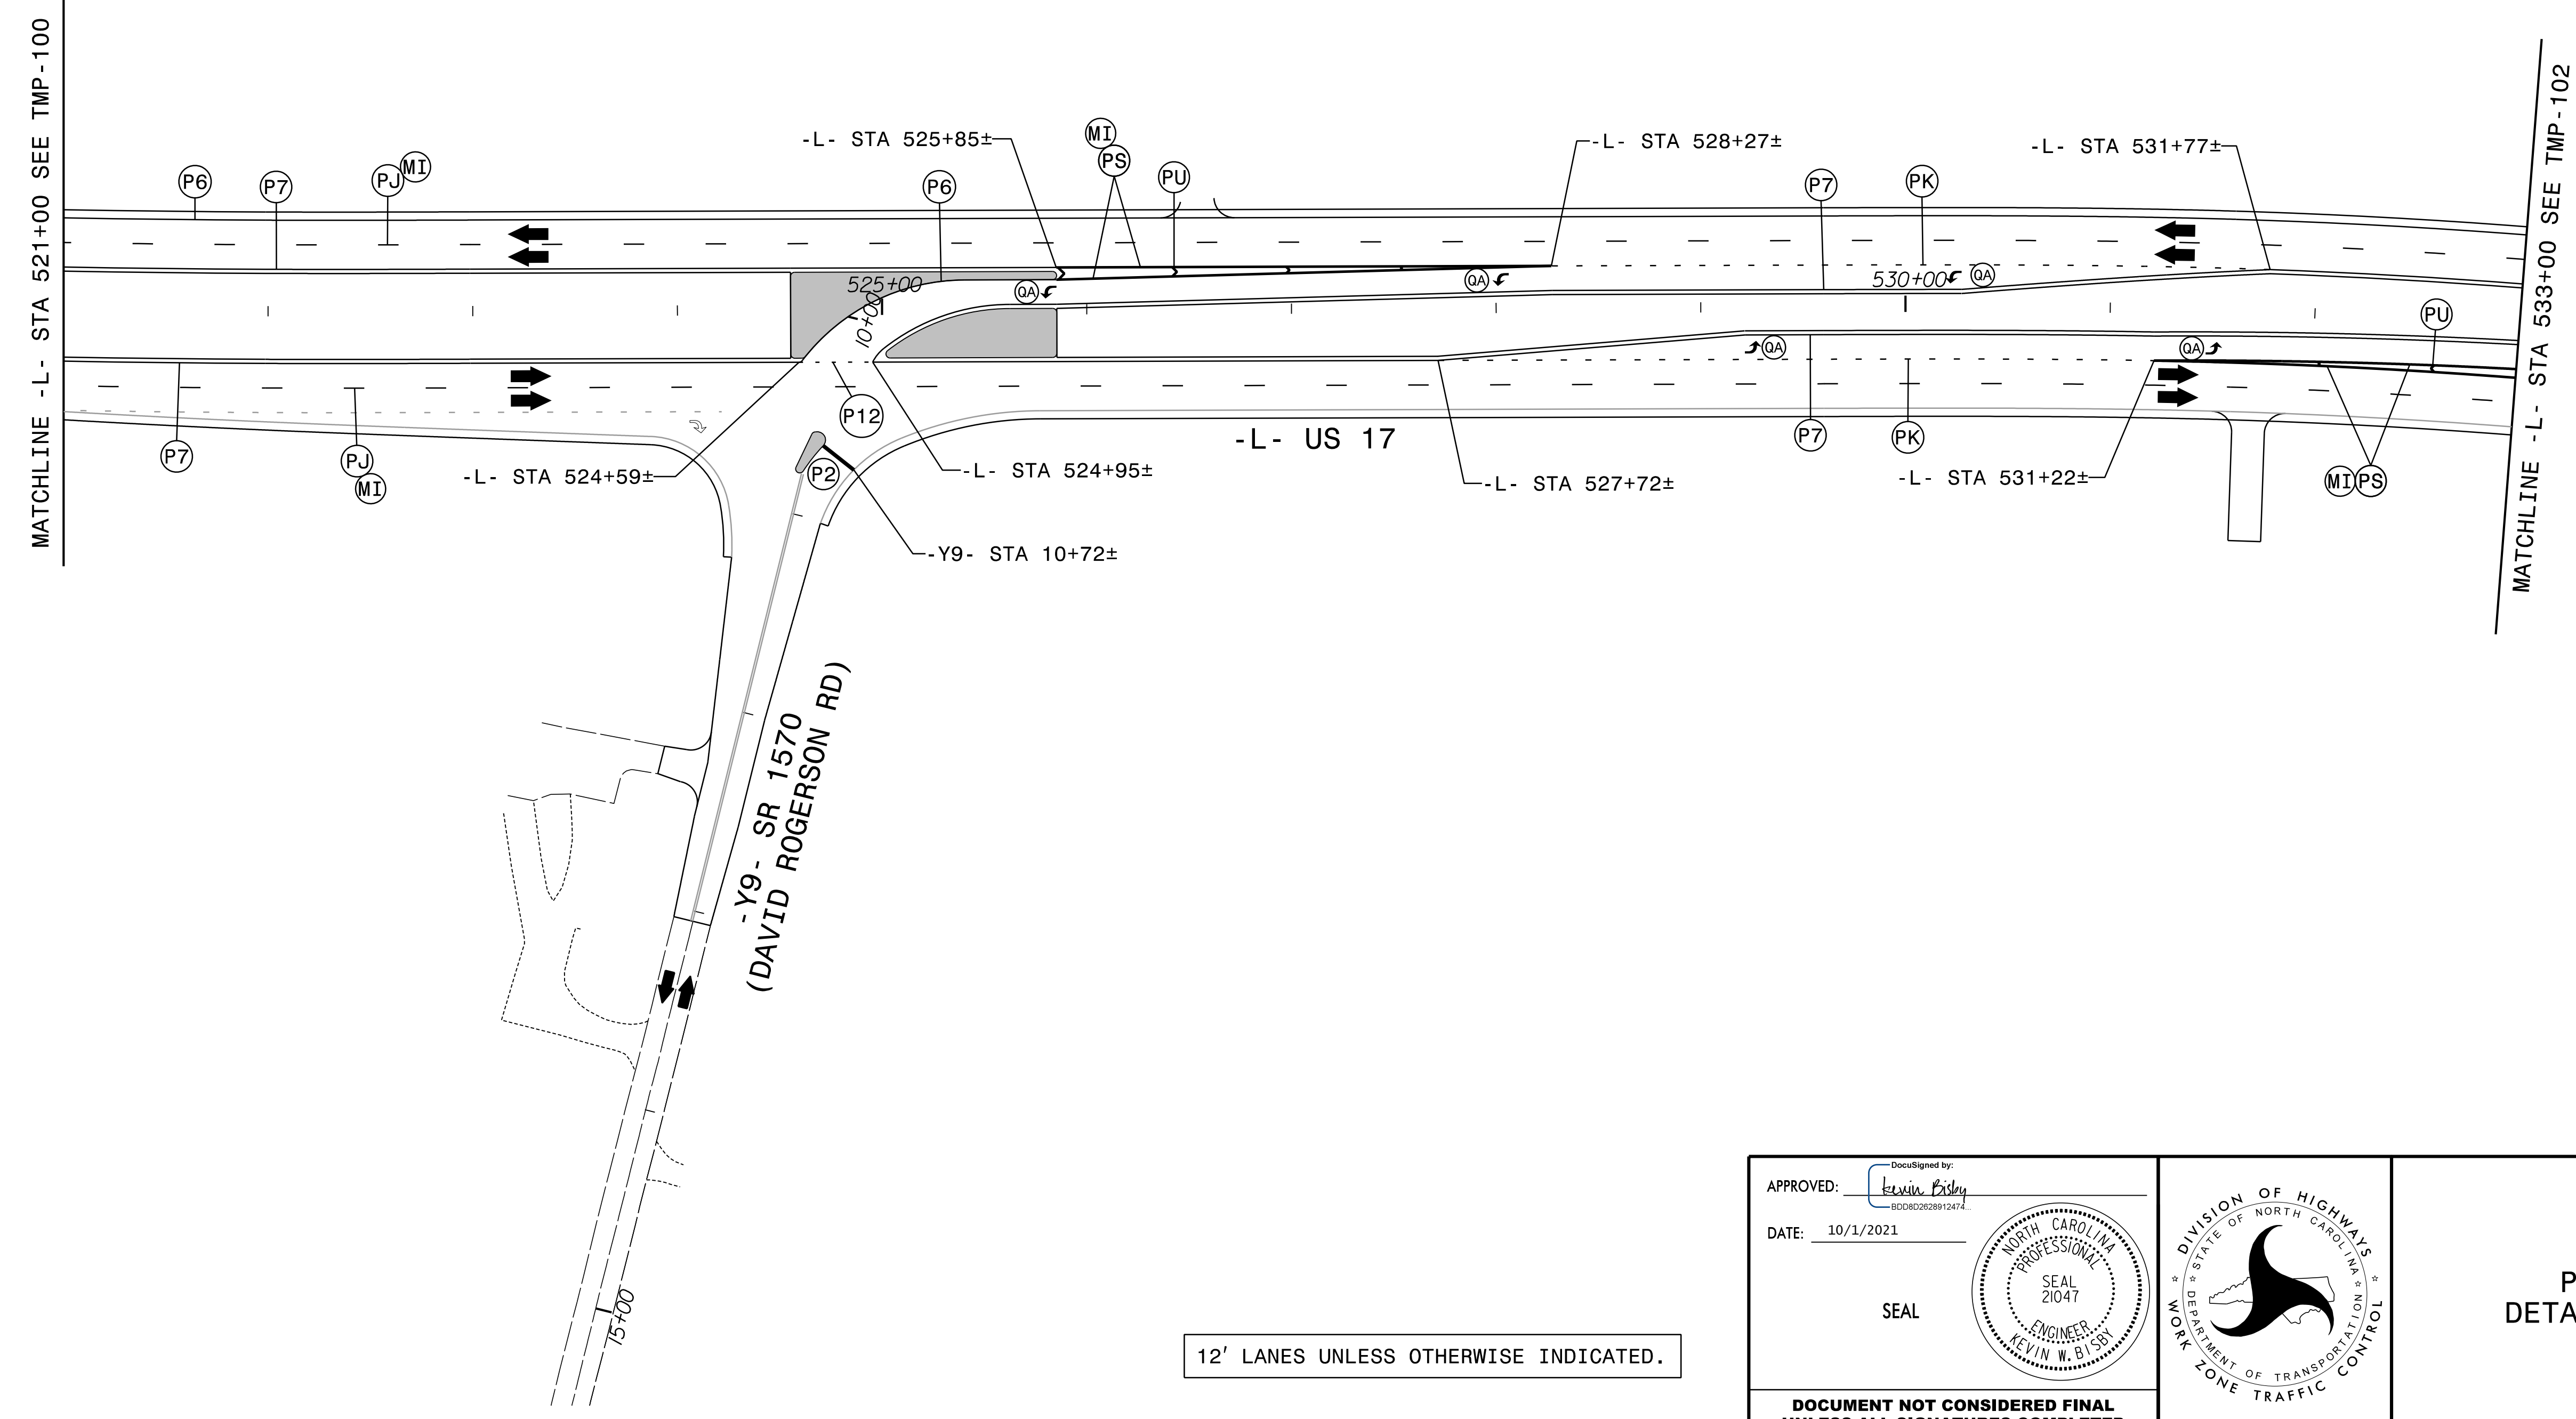 MATCHLINE -L- STA 521+00 SEE TMP-100
P6
P7
PJ
MI
-L- STA 525+85±
P6
MI
PS
PU
-L- STA 528+27±
P7
PK
-L- STA 531+77±
MATCHLINE -L- STA 533+00 SEE TMP-102
525+00
10+00
QA
QA
530+00
QA
PU
QA
QA
P7
PJ
MI
-L- STA 524+59±
P12
P2
-L- STA 524+95±
-L- US 17
-L- STA 527+72±
P7
PK
-L- STA 531+22±
MI
PS
-Y9- STA 10+72±
-Y9- SR 1570
(DAVID ROGERSON RD)
15+00
12' LANES UNLESS OTHERWISE INDICATED.
APPROVED:
DocuSigned by:
Kevin Bisby
BDD8D2628912474...
DATE: 10/1/2021
SEAL
NORTH CAROLINA
PROFESSIONAL
SEAL
21047
ENGINEER
KEVIN W. BISBY
DOCUMENT NOT CONSIDERED FINAL
UNLESS ALL SIGNATURES COMPLETED
DIVISION OF HIGHWAYS
STATE OF NORTH CAROLINA
DEPARTMENT OF TRANSPORTATION
WORK ZONE TRAFFIC CONTROL
P
DETA